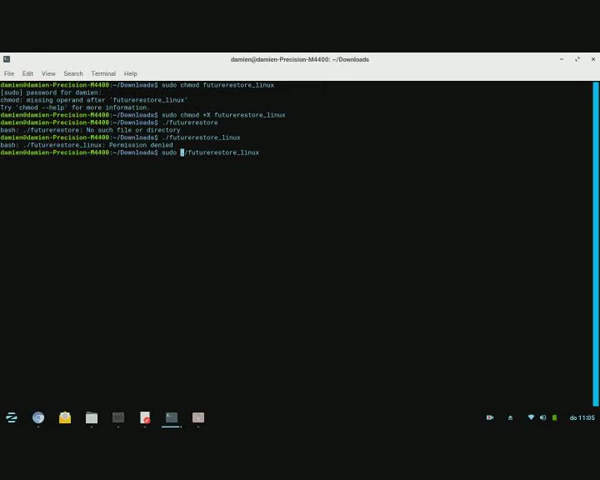 damien@damien-Precision-M4400: ~/Downloads
File Edit View Search Terminal Help
damien@damien-Precision-M4400:~/Downloads$ sudo chmod futurerestore_linux
[sudo] password for damien:
chmod: missing operand after 'futurerestore_linux'
Try 'chmod --help' for more information.
damien@damien-Precision-M4400:~/Downloads$ sudo chmod +X futurerestore_linux
damien@damien-Precision-M4400:~/Downloads$ ./futurerestore
bash: ./futurerestore: No such file or directory
damien@damien-Precision-M4400:~/Downloads$ ./futurerestore_linux
bash: ./futurerestore_linux: Permission denied
damien@damien-Precision-M4400:~/Downloads$ sudo ./futurerestore_linux
do 11:05